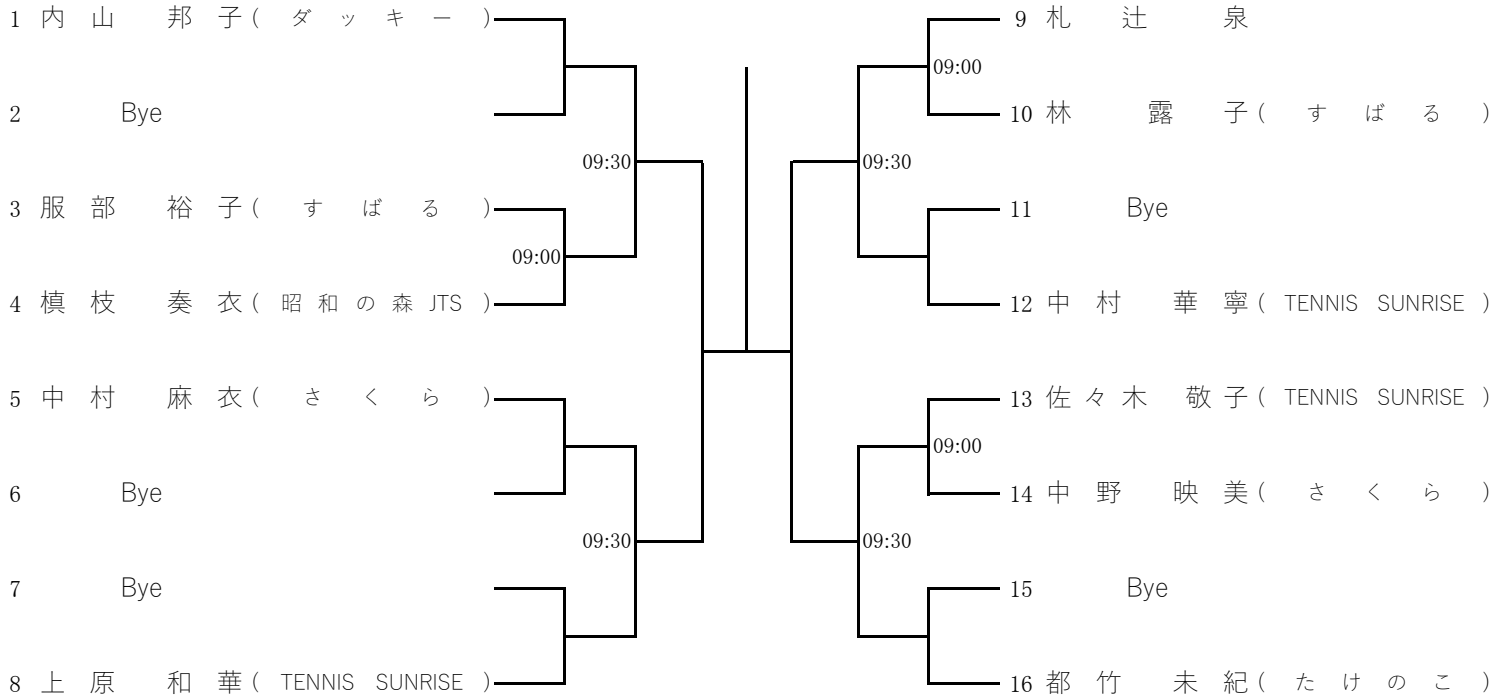 1 内山 邦子(ダッキー)
2 Bye
09:30
3 服部 裕子(すばる)
09:00
4 槙枝 奏衣(昭和の森 JTS)
5 中村 麻衣(さくら)
6 Bye
09:30
7 Bye
8 上原 和華(TENNIS SUNRISE)
9 札辻 泉
09:00
10 林 露子(すばる)
09:30
11 Bye
12 中村 華寧(TENNIS SUNRISE)
13 佐々木 敬子(TENNIS SUNRISE)
09:00
14 中野 映美(さくら)
09:30
15 Bye
16 都竹 未紀(たけのこ)